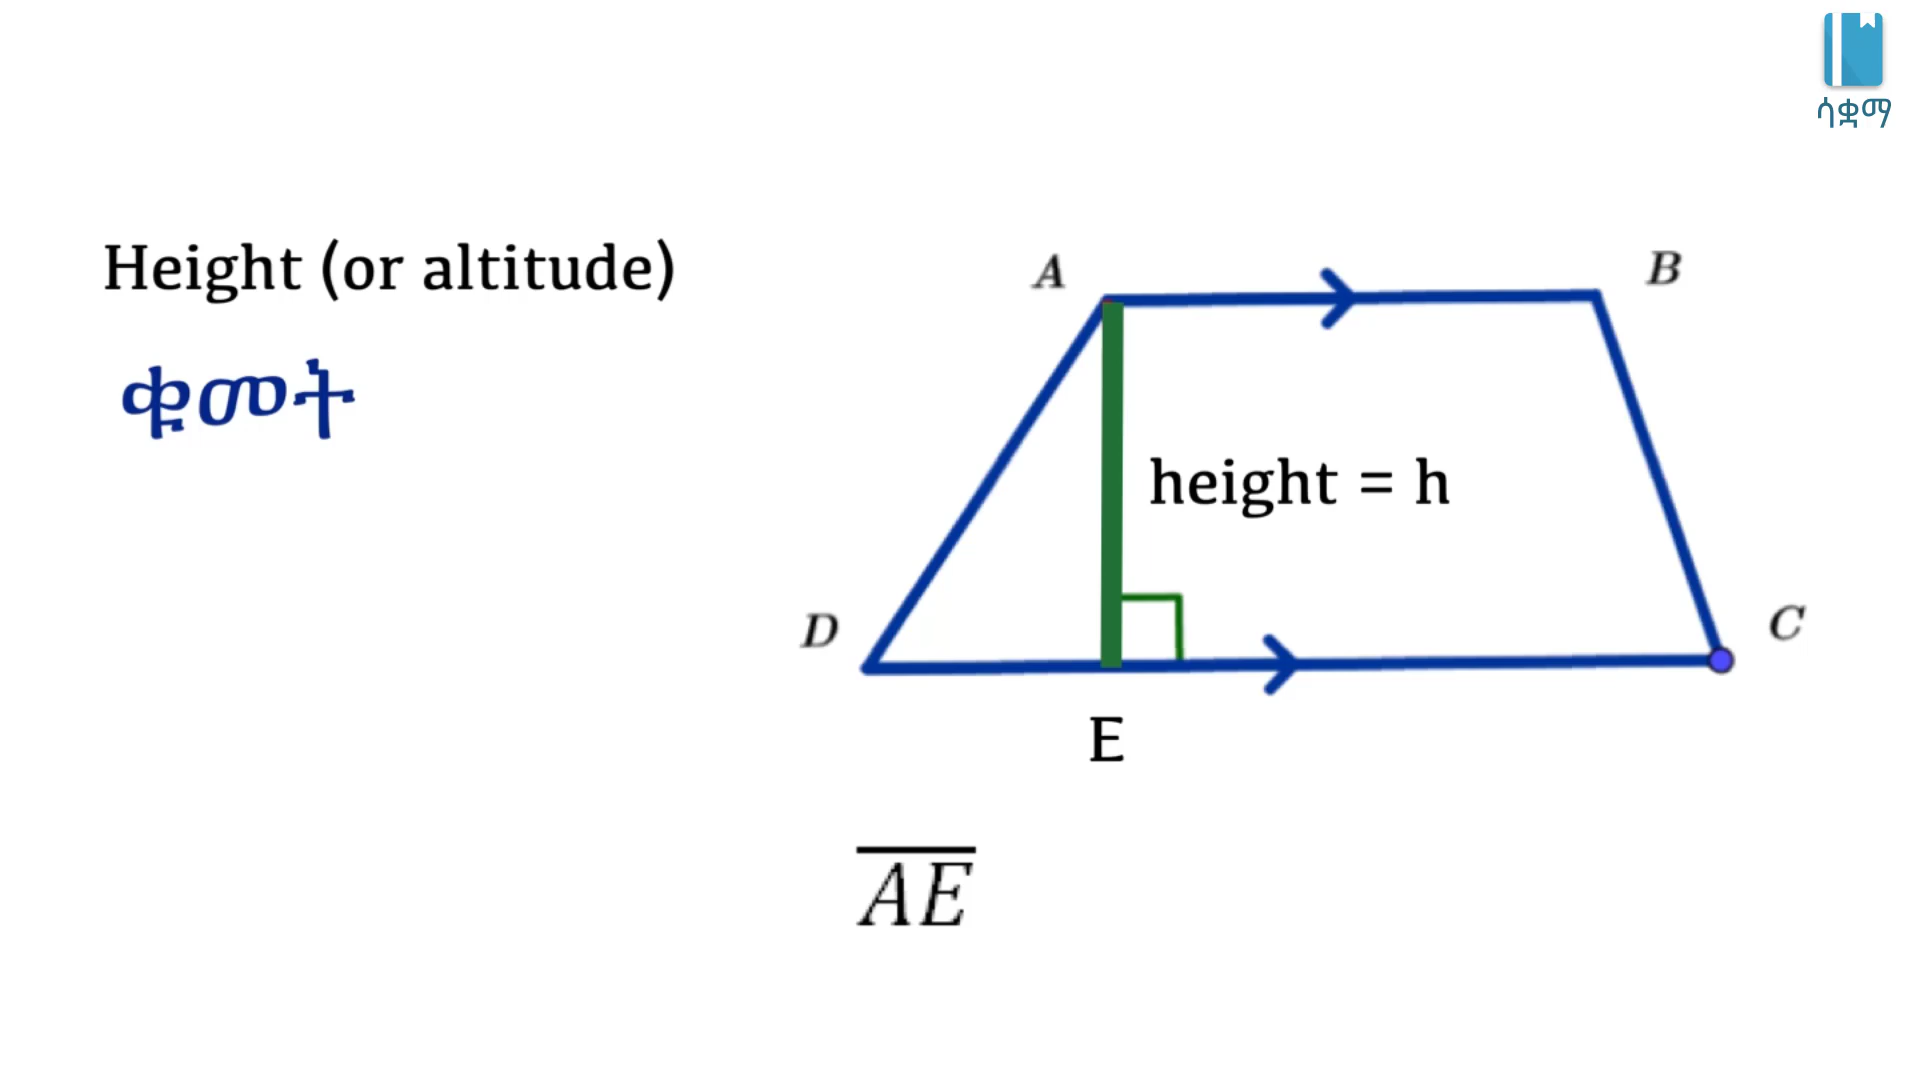 ሳቋማ
Height (or altitude)
ቁመት
A
B
height = h
D
C
E
AE